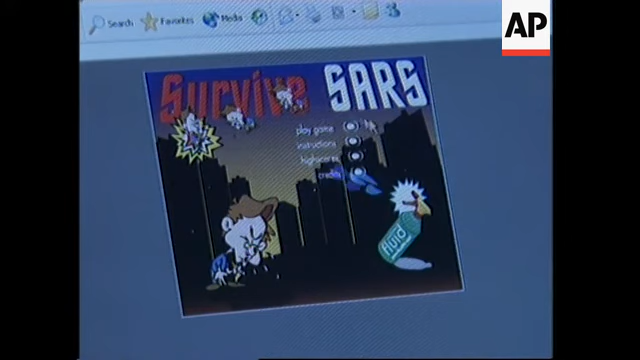 Search Favorites Media
AP
Survive SARS
play game
instructions
highscores
credits
fluid